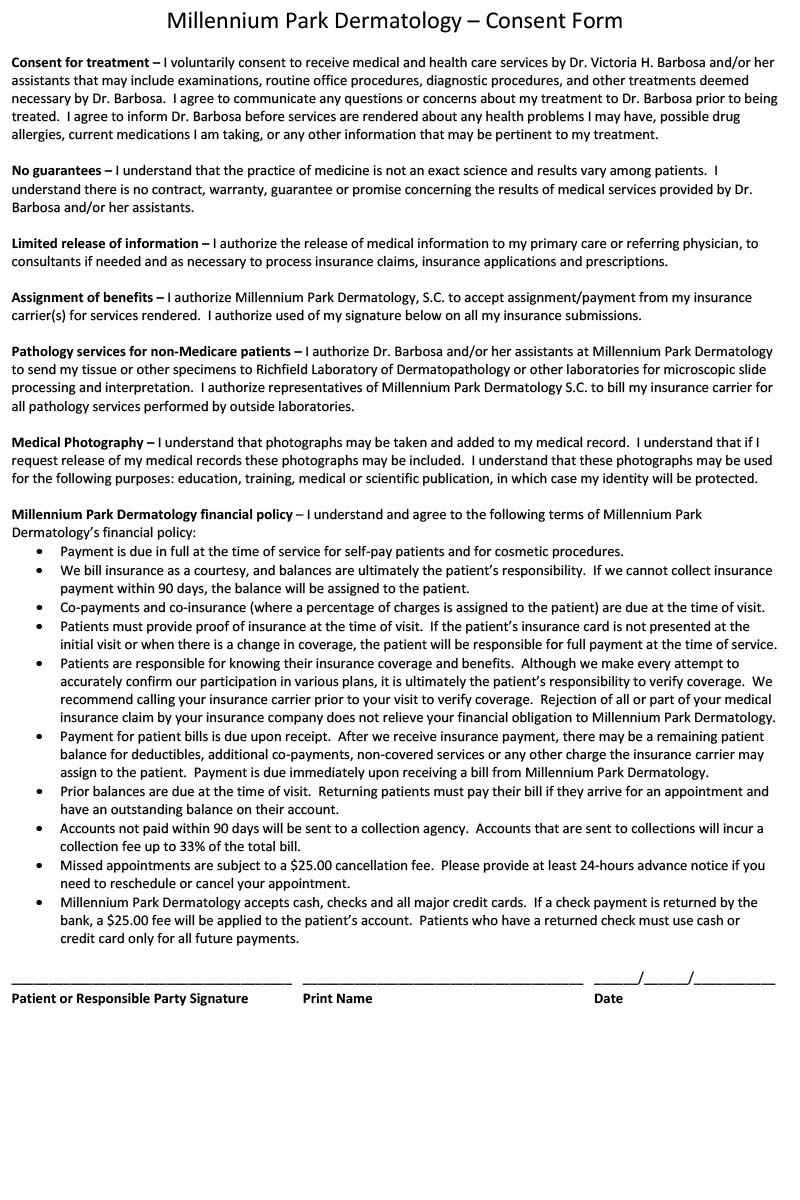 Millennium Park Dermatology – Consent Form
Consent for treatment – I voluntarily consent to receive medical and health care services by Dr. Victoria H. Barbosa and/or her
assistants that may include examinations, routine office procedures, diagnostic procedures, and other treatments deemed
necessary by Dr. Barbosa. I agree to communicate any questions or concerns about my treatment to Dr. Barbosa prior to being
treated. I agree to inform Dr. Barbosa before services are rendered about any health problems I may have, possible drug
allergies, current medications I am taking, or any other information that may be pertinent to my treatment.
No guarantees – I understand that the practice of medicine is not an exact science and results vary among patients. I
understand there is no contract, warranty, guarantee or promise concerning the results of medical services provided by Dr.
Barbosa and/or her assistants.
Limited release of information – I authorize the release of medical information to my primary care or referring physician, to
consultants if needed and as necessary to process insurance claims, insurance applications and prescriptions.
Assignment of benefits – I authorize Millennium Park Dermatology, S.C. to accept assignment/payment from my insurance
carrier(s) for services rendered. I authorize used of my signature below on all my insurance submissions.
Pathology services for non-Medicare patients – I authorize Dr. Barbosa and/or her assistants at Millennium Park Dermatology
to send my tissue or other specimens to Richfield Laboratory of Dermatopathology or other laboratories for microscopic slide
processing and interpretation. I authorize representatives of Millennium Park Dermatology S.C. to bill my insurance carrier for
all pathology services performed by outside laboratories.
Medical Photography – I understand that photographs may be taken and added to my medical record. I understand that if I
request release of my medical records these photographs may be included. I understand that these photographs may be used
for the following purposes: education, training, medical or scientific publication, in which case my identity will be protected.
Millennium Park Dermatology financial policy – I understand and agree to the following terms of Millennium Park
Dermatology's financial policy:
• Payment is due in full at the time of service for self-pay patients and for cosmetic procedures.
• We bill insurance as a courtesy, and balances are ultimately the patient's responsibility. If we cannot collect insurance
payment within 90 days, the balance will be assigned to the patient.
• Co-payments and co-insurance (where a percentage of charges is assigned to the patient) are due at the time of visit.
• Patients must provide proof of insurance at the time of visit. If the patient's insurance card is not presented at the
initial visit or when there is a change in coverage, the patient will be responsible for full payment at the time of service.
• Patients are responsible for knowing their insurance coverage and benefits. Although we make every attempt to
accurately confirm our participation in various plans, it is ultimately the patient's responsibility to verify coverage. We
recommend calling your insurance carrier prior to your visit to verify coverage. Rejection of all or part of your medical
insurance claim by your insurance company does not relieve your financial obligation to Millennium Park Dermatology.
• Payment for patient bills is due upon receipt. After we receive insurance payment, there may be a remaining patient
balance for deductibles, additional co-payments, non-covered services or any other charge the insurance carrier may
assign to the patient. Payment is due immediately upon receiving a bill from Millennium Park Dermatology.
• Prior balances are due at the time of visit. Returning patients must pay their bill if they arrive for an appointment and
have an outstanding balance on their account.
• Accounts not paid within 90 days will be sent to a collection agency. Accounts that are sent to collections will incur a
collection fee up to 33% of the total bill.
• Missed appointments are subject to a $25.00 cancellation fee. Please provide at least 24-hours advance notice if you
need to reschedule or cancel your appointment.
• Millennium Park Dermatology accepts cash, checks and all major credit cards. If a check payment is returned by the
bank, a $25.00 fee will be applied to the patient's account. Patients who have a returned check must use cash or
credit card only for all future payments.
______________________________________ ______________________________________ ______/______/___________
Patient or Responsible Party Signature Print Name Date